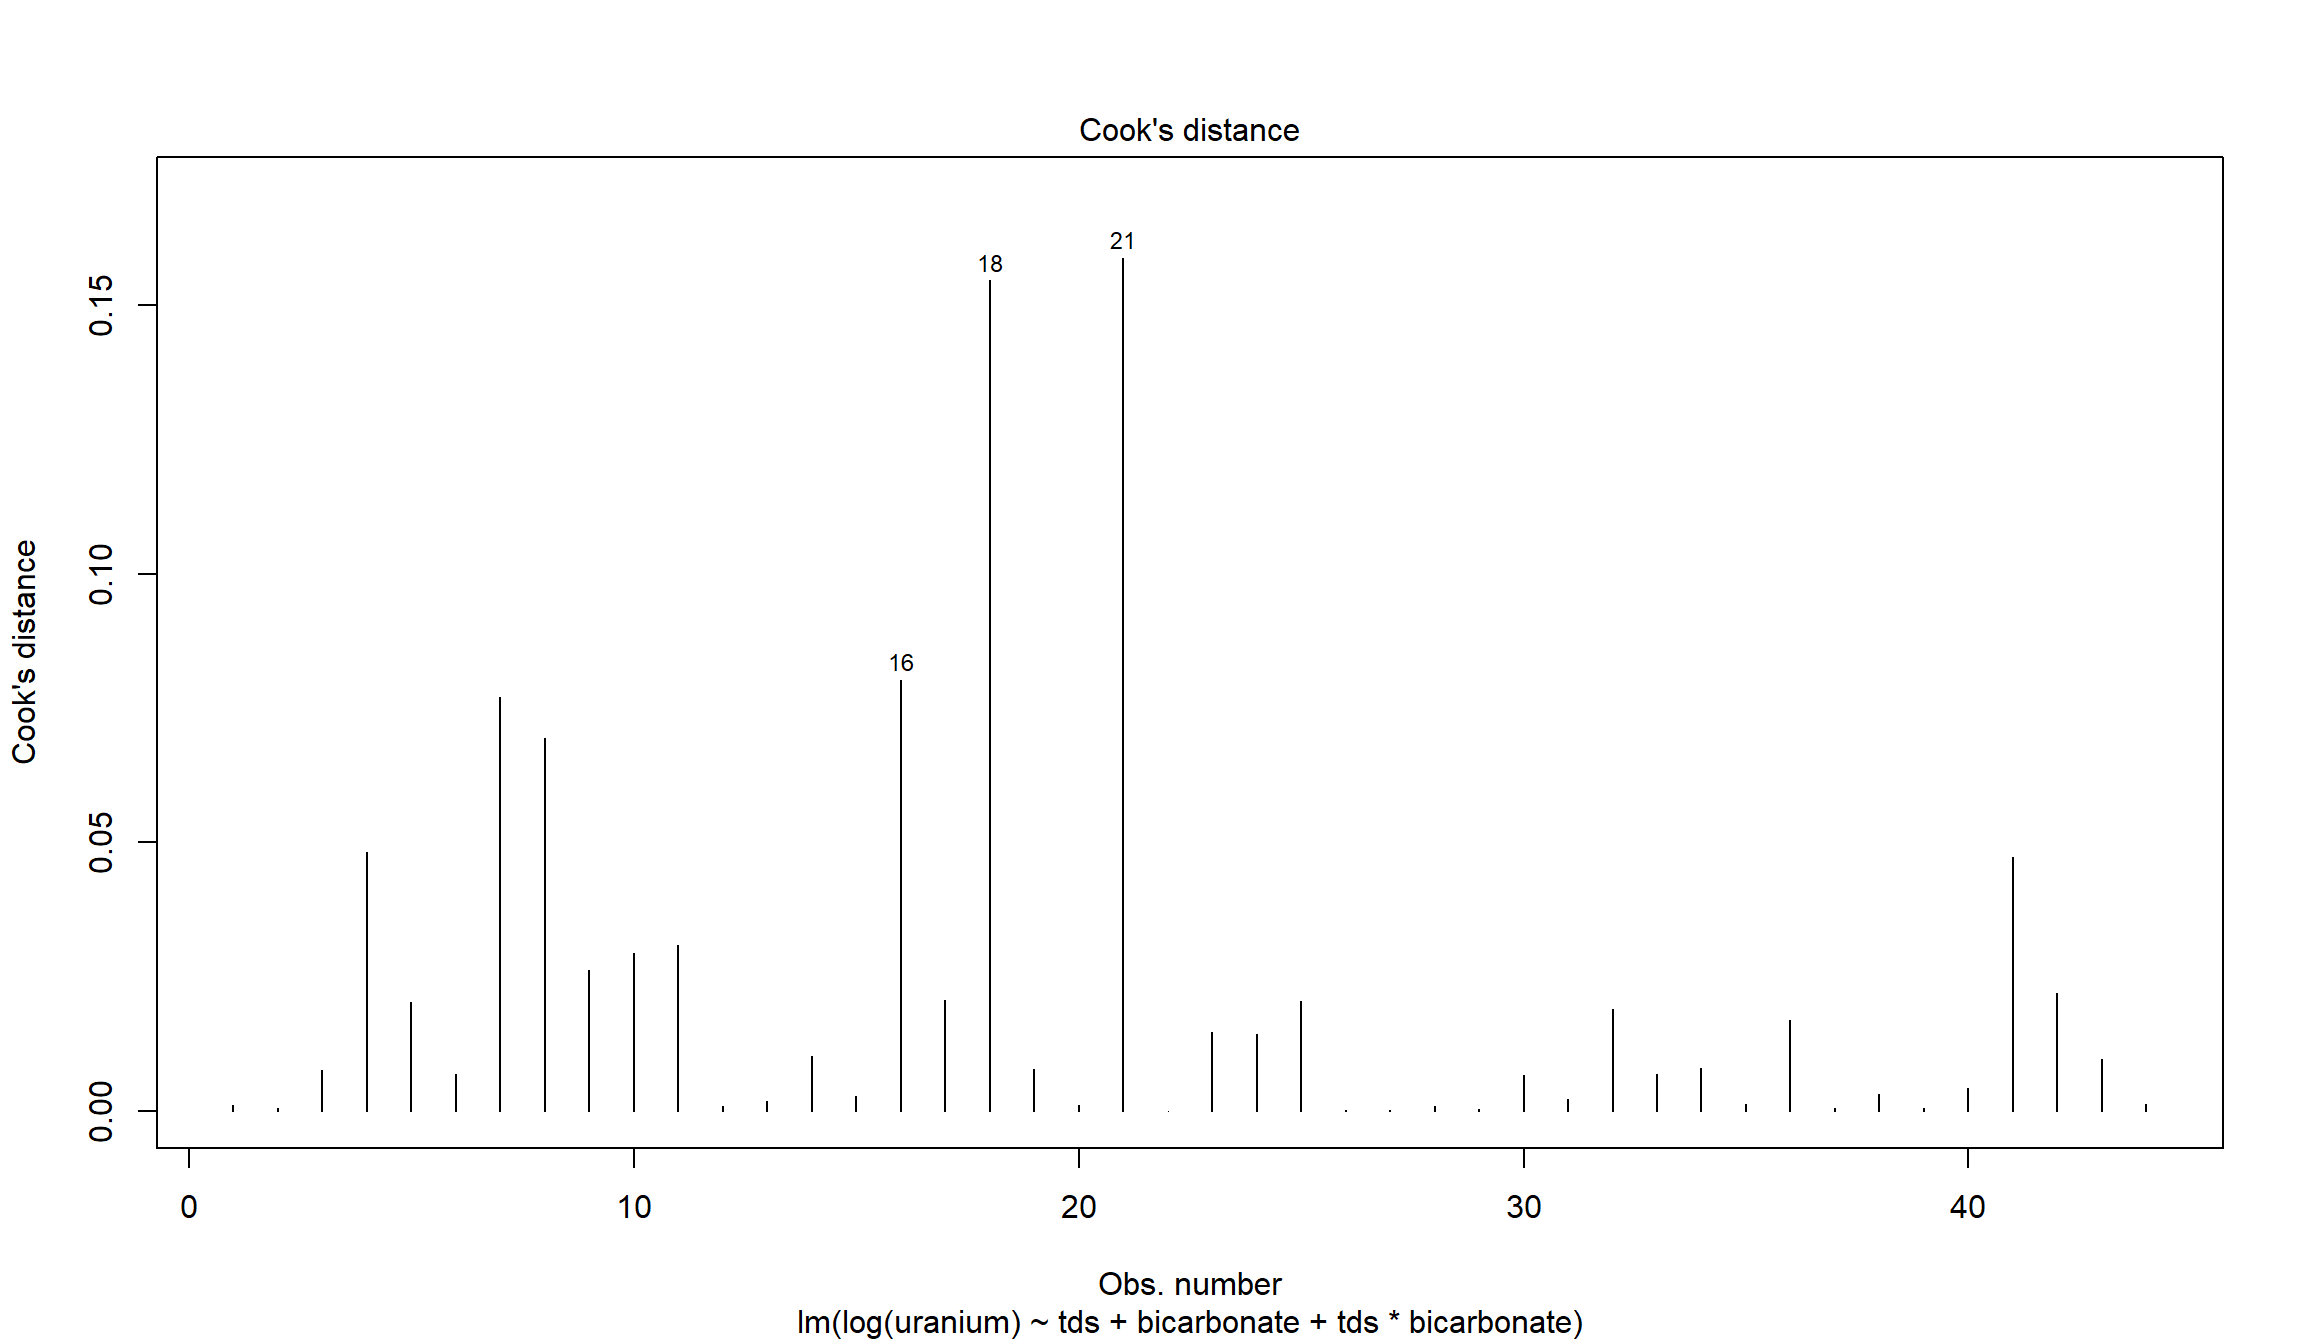 Cook's distance
21
18
16
0.15
0.10
0.05
0.00
Cook's distance
0 10 20 30 40
Obs. number
lm(log(uranium) ~ tds + bicarbonate + tds * bicarbonate)